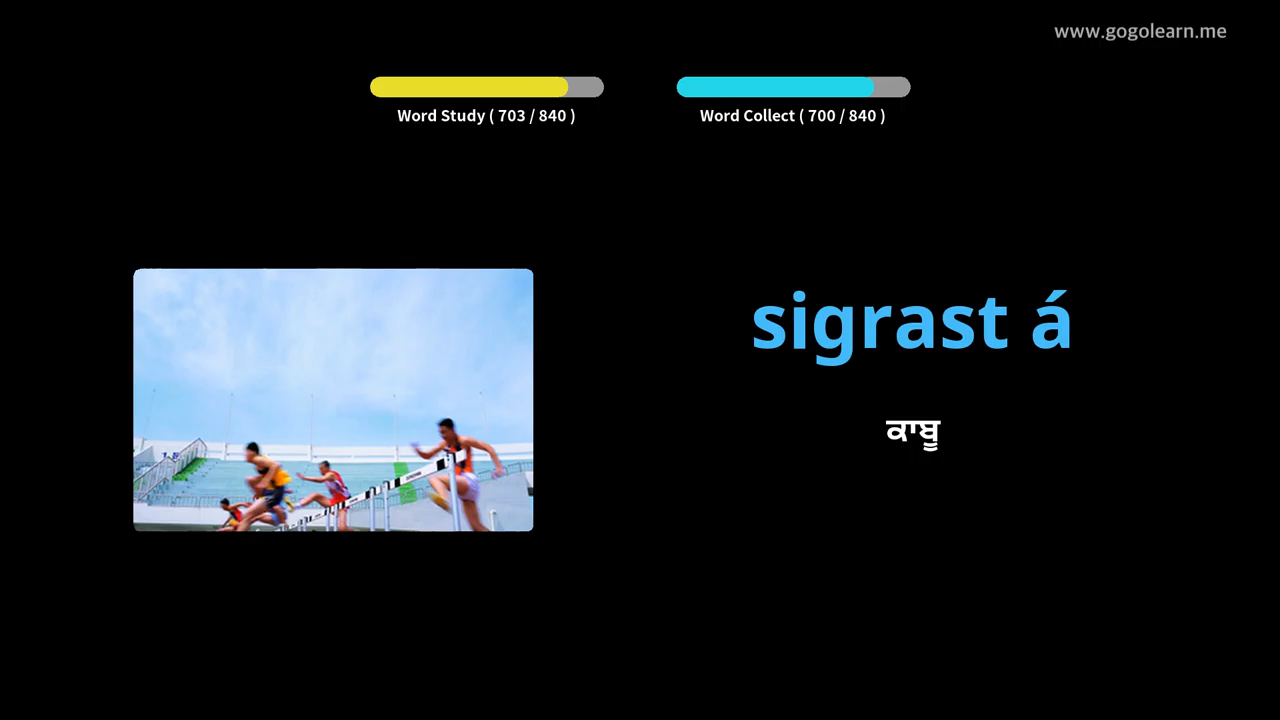 www.gogolearn.me
Word Study ( 703 / 840 )
Word Collect ( 700 / 840 )
sigrast á
ਕਾਬੂ